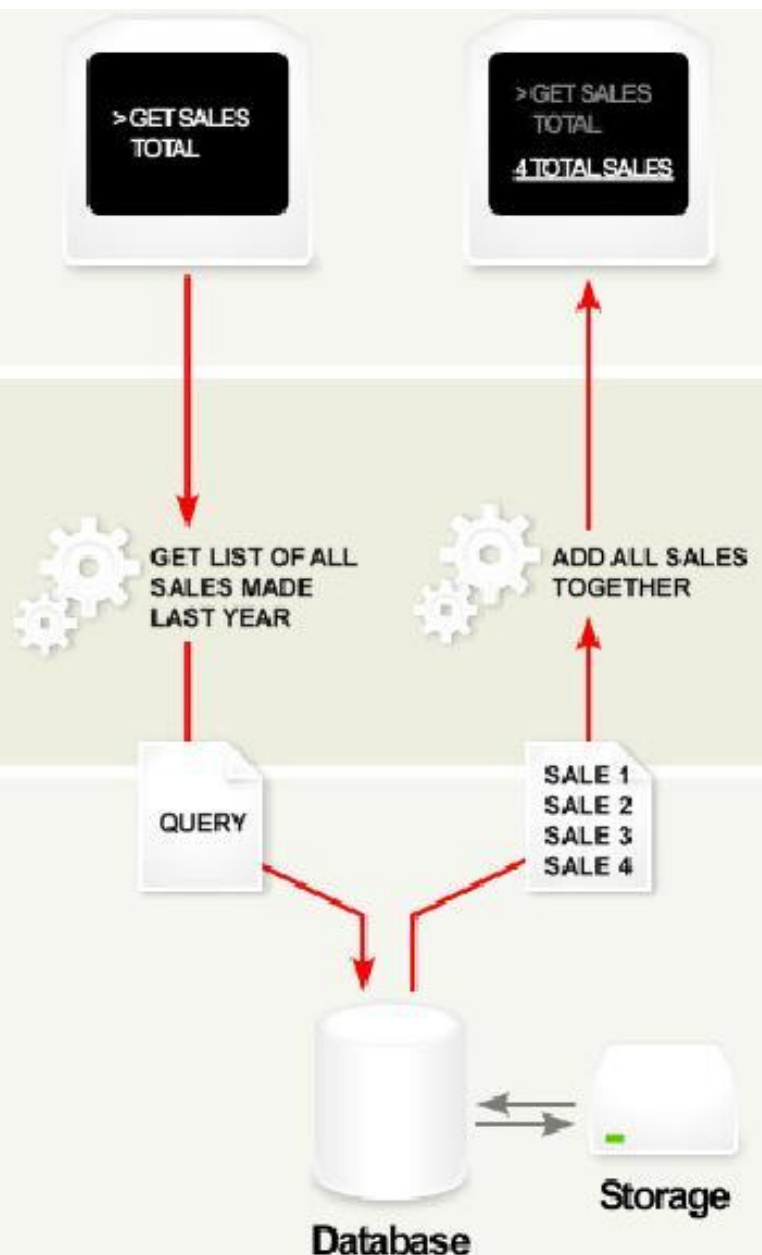 > GET SALES
TOTAL
> GET SALES
TOTAL
4 TOTAL SALES
GET LIST OF ALL
SALES MADE
LAST YEAR
ADD ALL SALES
TOGETHER
QUERY
SALE 1
SALE 2
SALE 3
SALE 4
Database
Storage